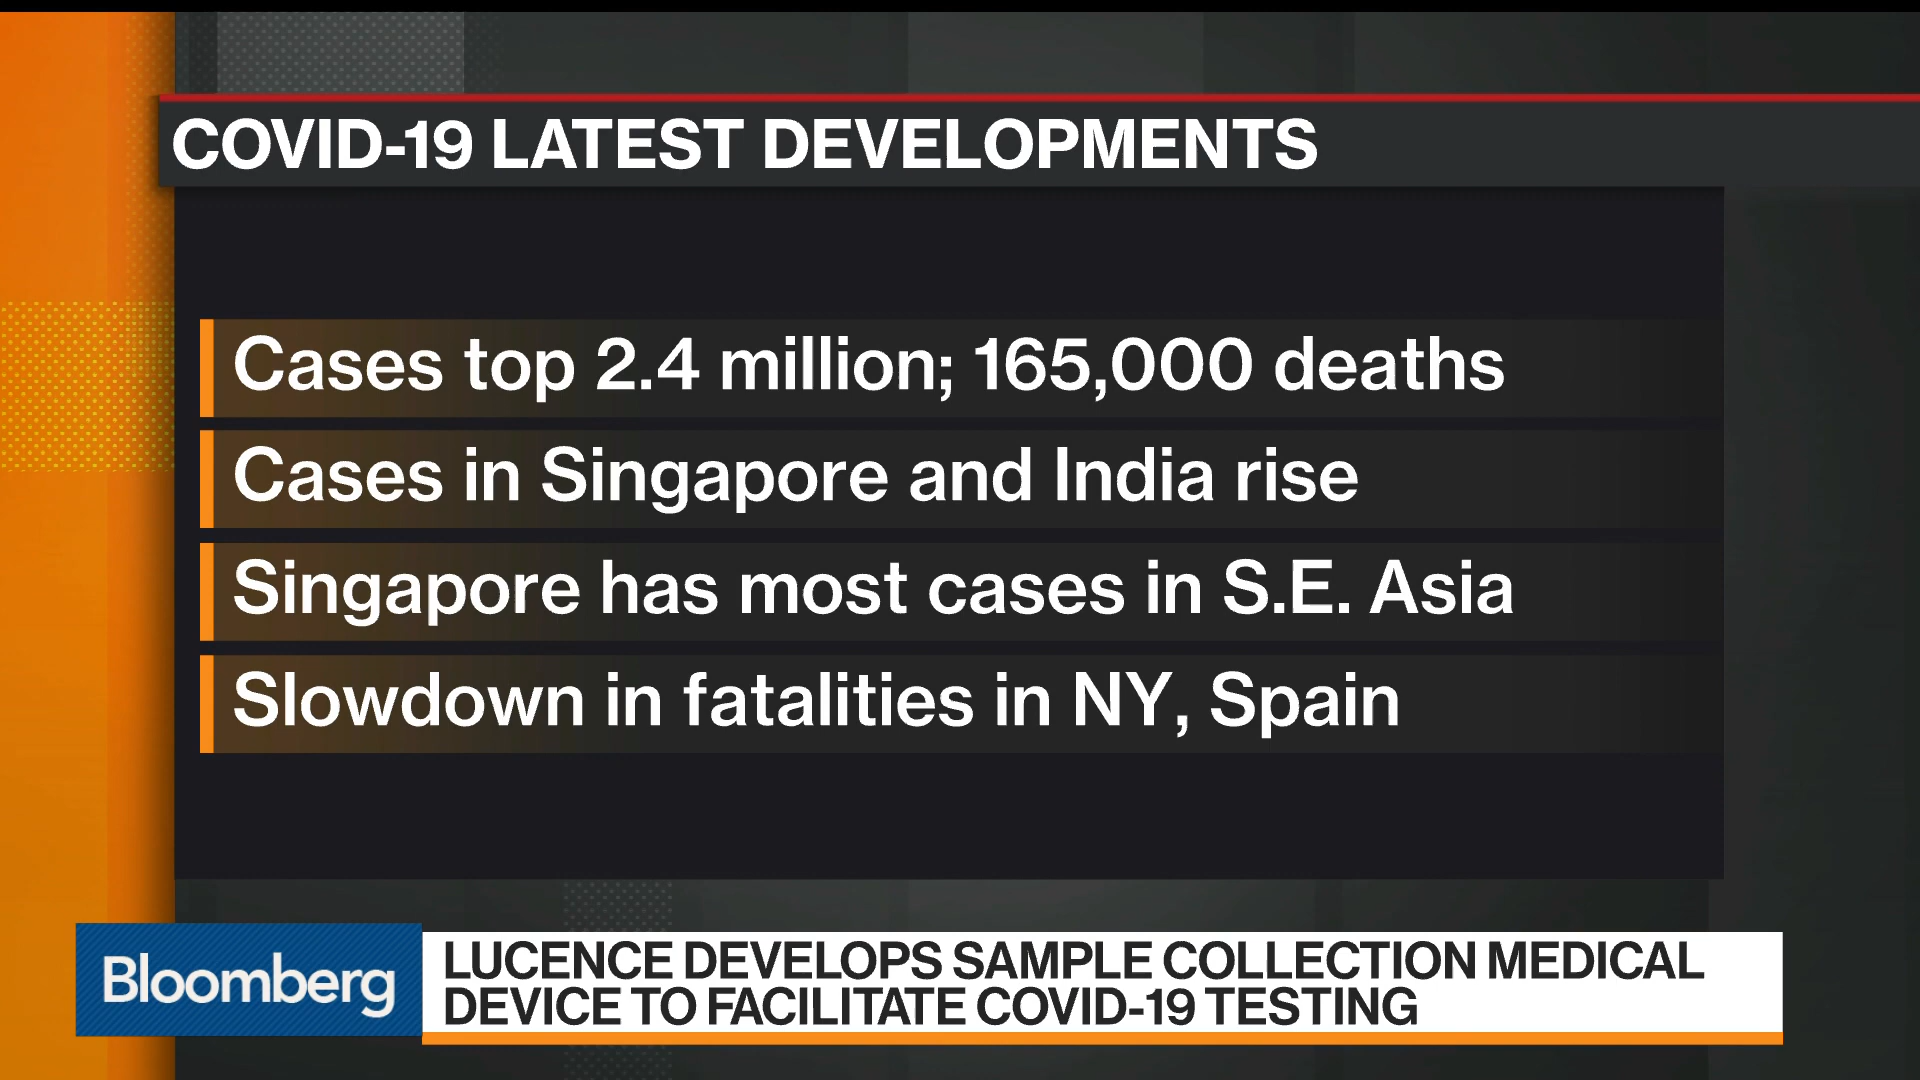 COVID-19 LATEST DEVELOPMENTS
Cases top 2.4 million; 165,000 deaths
Cases in Singapore and India rise
Singapore has most cases in S.E. Asia
Slowdown in fatalities in NY, Spain
Bloomberg
LUCENCE DEVELOPS SAMPLE COLLECTION MEDICAL
DEVICE TO FACILITATE COVID-19 TESTING